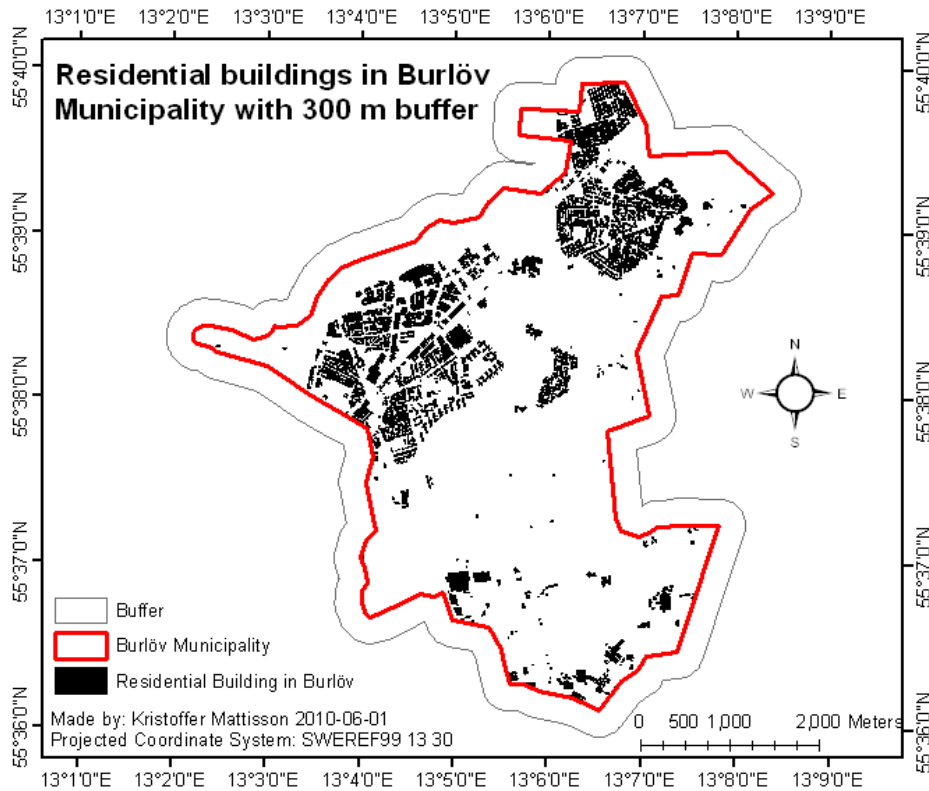 13°1'0"E 13°2'0"E 13°3'0"E 13°4'0"E 13°5'0"E 13°6'0"E 13°7'0"E 13°8'0"E 13°9'0"E
Residential buildings in Burlöv
Municipality with 300 m buffer
55°40'0"N
55°39'0"N
55°38'0"N
55°37'0"N
55°36'0"N
55°40'0"N
55°39'0"N
55°38'0"N
55°37'0"N
55°36'0"N
N
W E
S
Buffer
Burlöv Municipality
Residential Building in Burlöv
Made by: Kristoffer Mattisson 2010-06-01
Projected Coordinate System: SWEREF99 13 30
0 500 1,000 2,000 Meters
13°1'0"E 13°2'0"E 13°3'0"E 13°4'0"E 13°5'0"E 13°6'0"E 13°7'0"E 13°8'0"E 13°9'0"E